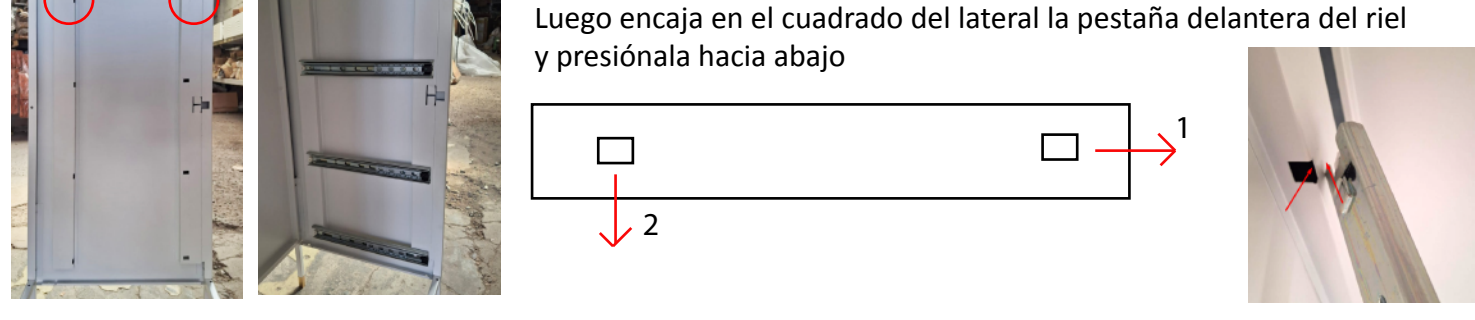 Luego encaja en el cuadrado del lateral la pestaña delantera del riel
y presiónala hacia abajo
1
2